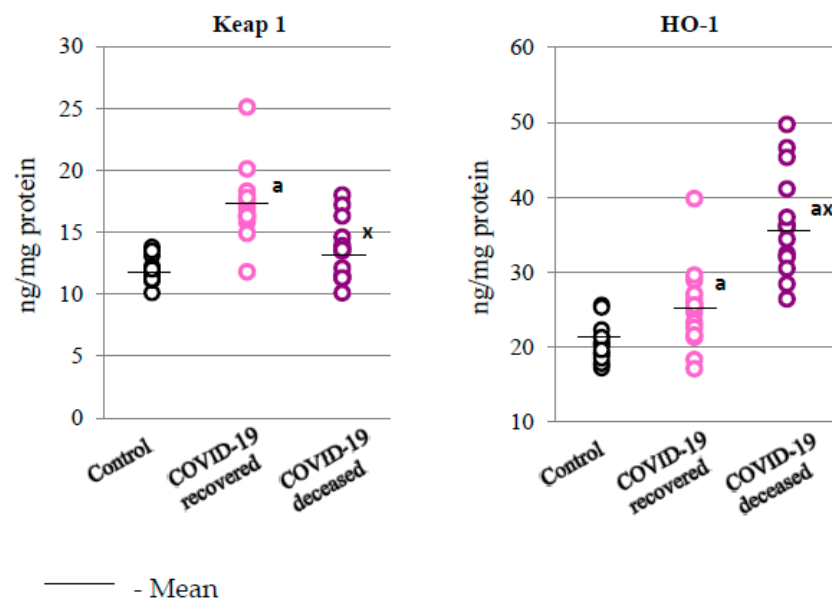 Keap 1
30
25
20
15
10
5
0
ng/mg protein
a
x
Control
COVID-19
recovered
COVID-19
deceased
HO-1
60
50
40
30
20
10
ng/mg protein
a
ax
Control
COVID-19
recovered
COVID-19
deceased
- Mean